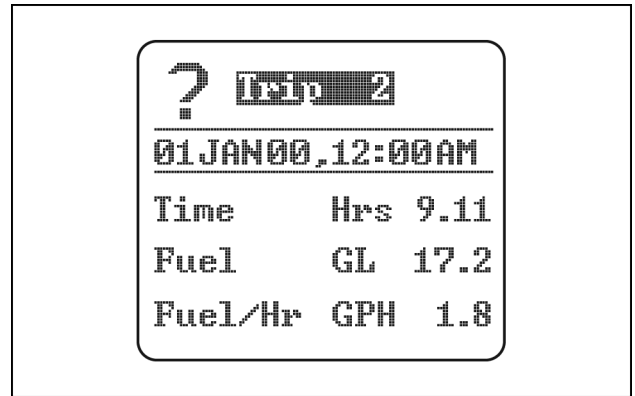 ? Trip 2
01JAN00,12:00AM
Time Hrs 9.11
Fuel GL 17.2
Fuel/Hr GPH 1.8